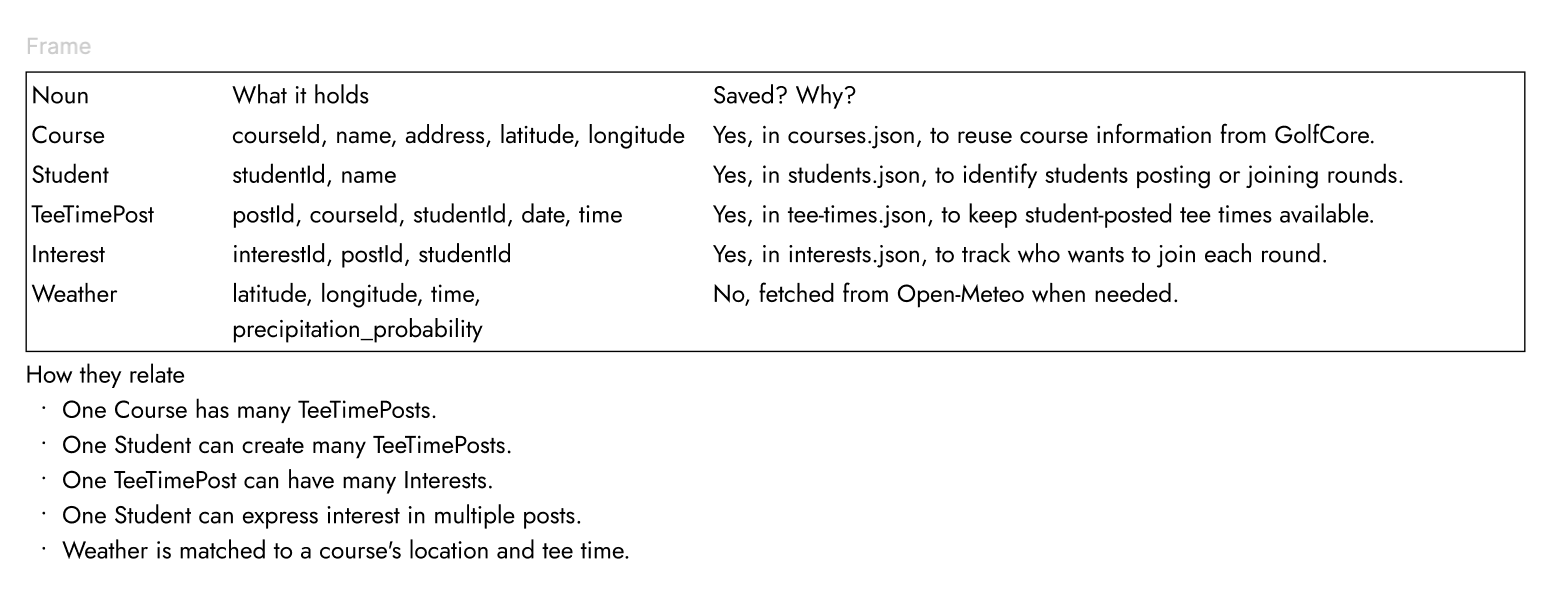 Frame
Noun What it holds Saved? Why?
Course courseId, name, address, latitude, longitude Yes, in courses.json, to reuse course information from GolfCore.
Student studentId, name Yes, in students.json, to identify students posting or joining rounds.
TeeTimePost postId, courseId, studentId, date, time Yes, in tee-times.json, to keep student-posted tee times available.
Interest interestId, postId, studentId Yes, in interests.json, to track who wants to join each round.
Weather latitude, longitude, time, No, fetched from Open-Meteo when needed.
precipitation_probability
How they relate
· One Course has many TeeTimePosts.
· One Student can create many TeeTimePosts.
· One TeeTimePost can have many Interests.
· One Student can express interest in multiple posts.
· Weather is matched to a course's location and tee time.